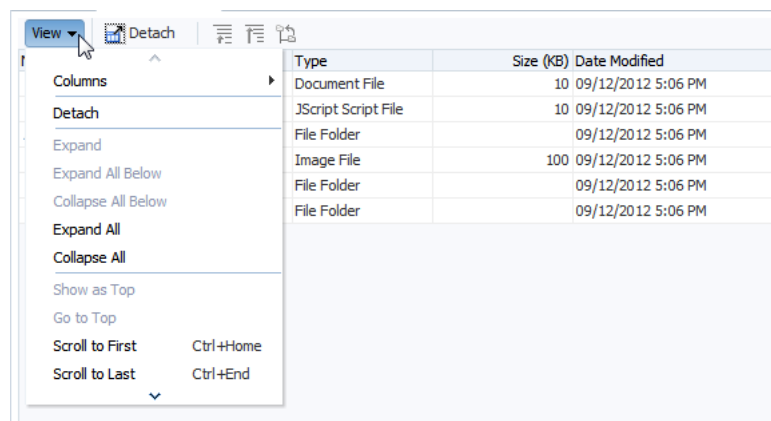 View Detach
Type Size (KB) Date Modified
Columns
Document File 10 09/12/2012 5:06 PM
Detach
JScript Script File 10 09/12/2012 5:06 PM
Expand
File Folder 09/12/2012 5:06 PM
Expand All Below
Image File 100 09/12/2012 5:06 PM
Collapse All Below
File Folder 09/12/2012 5:06 PM
Expand All
File Folder 09/12/2012 5:06 PM
Collapse All
Show as Top
Go to Top
Scroll to First Ctrl+Home
Scroll to Last Ctrl+End